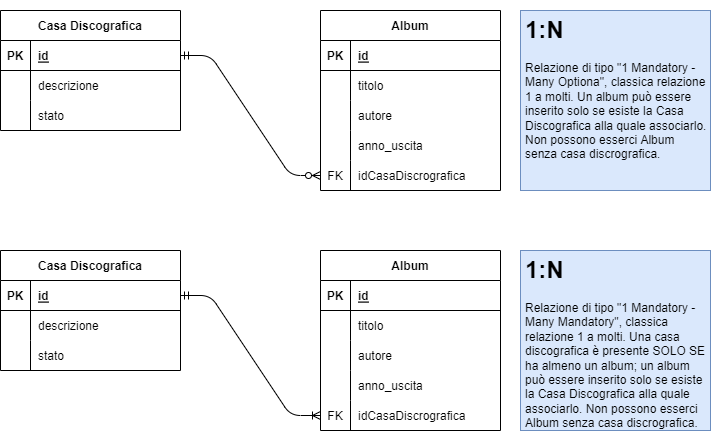 Casa Discografica
PK id
descrizione
stato
Album
PK id
titolo
autore
anno_uscita
FK idCasaDiscrografica
1:N
Relazione di tipo "1 Mandatory -
Many Optiona", classica relazione
1 a molti. Un album può essere
inserito solo se esiste la Casa
Discografica alla quale associarlo.
Non possono esserci Album
senza casa discrografica.
Casa Discografica
PK id
descrizione
stato
Album
PK id
titolo
autore
anno_uscita
FK idCasaDiscrografica
1:N
Relazione di tipo "1 Mandatory -
Many Mandatory", classica
relazione 1 a molti. Una casa
discografica è presente SOLO SE
ha almeno un album; un album
può essere inserito solo se esiste
la Casa Discografica alla quale
associarlo. Non possono esserci
Album senza casa discrografica.